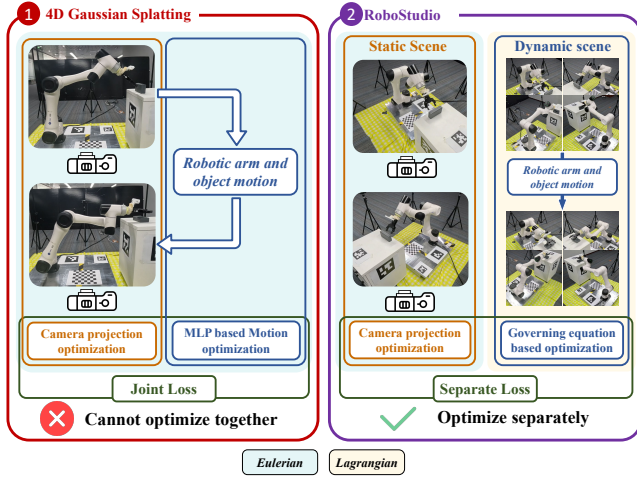 1 4D Gaussian Splatting
Robotic arm and
object motion
Camera projection
optimization
MLP based Motion
optimization
Joint Loss
Cannot optimize together
2 RoboStudio
Static Scene
Dynamic scene
Robotic arm and
object motion
Camera projection
optimization
Governing equation
based optimization
Separate Loss
Optimize separately
Eulerian
Lagrangian